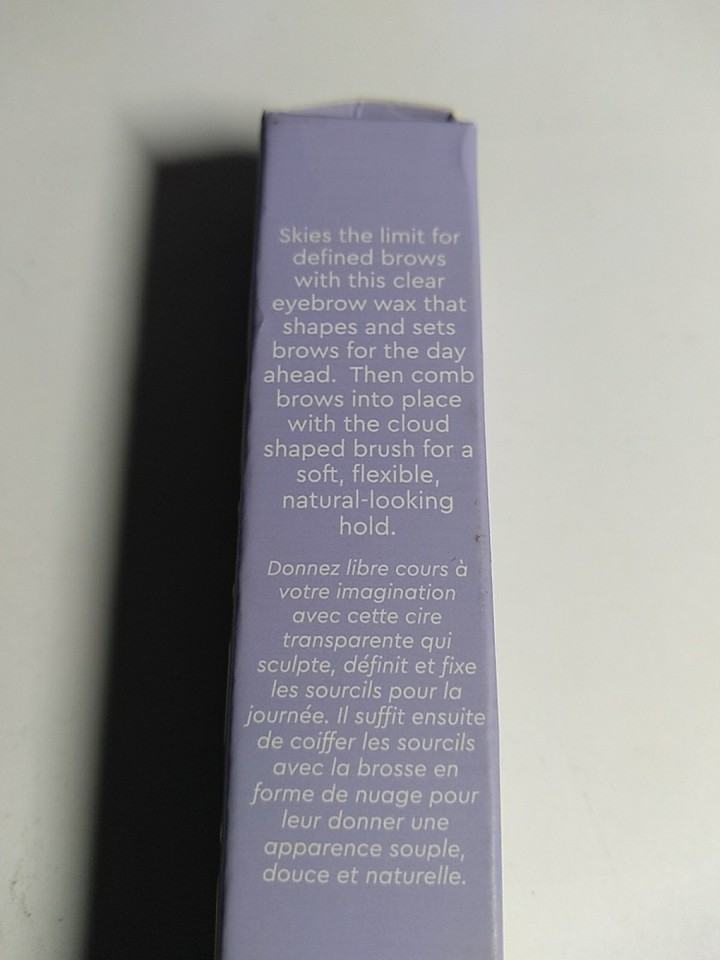 Skies the limit for
defined brows
with this clear
eyebrow wax that
shapes and sets
brows for the day
ahead.  Then comb
brows into place
with the cloud
shaped brush for a
soft, flexible,
natural-looking
hold.
Donnez libre cours à
votre imagination
avec cette cire
transparente qui
sculpte, définit et fixe
les sourcils pour la
journée. Il suffit ensuite
de coiffer les sourcils
avec la brosse en
forme de nuage pour
leur donner une
apparence souple,
douce et naturelle.